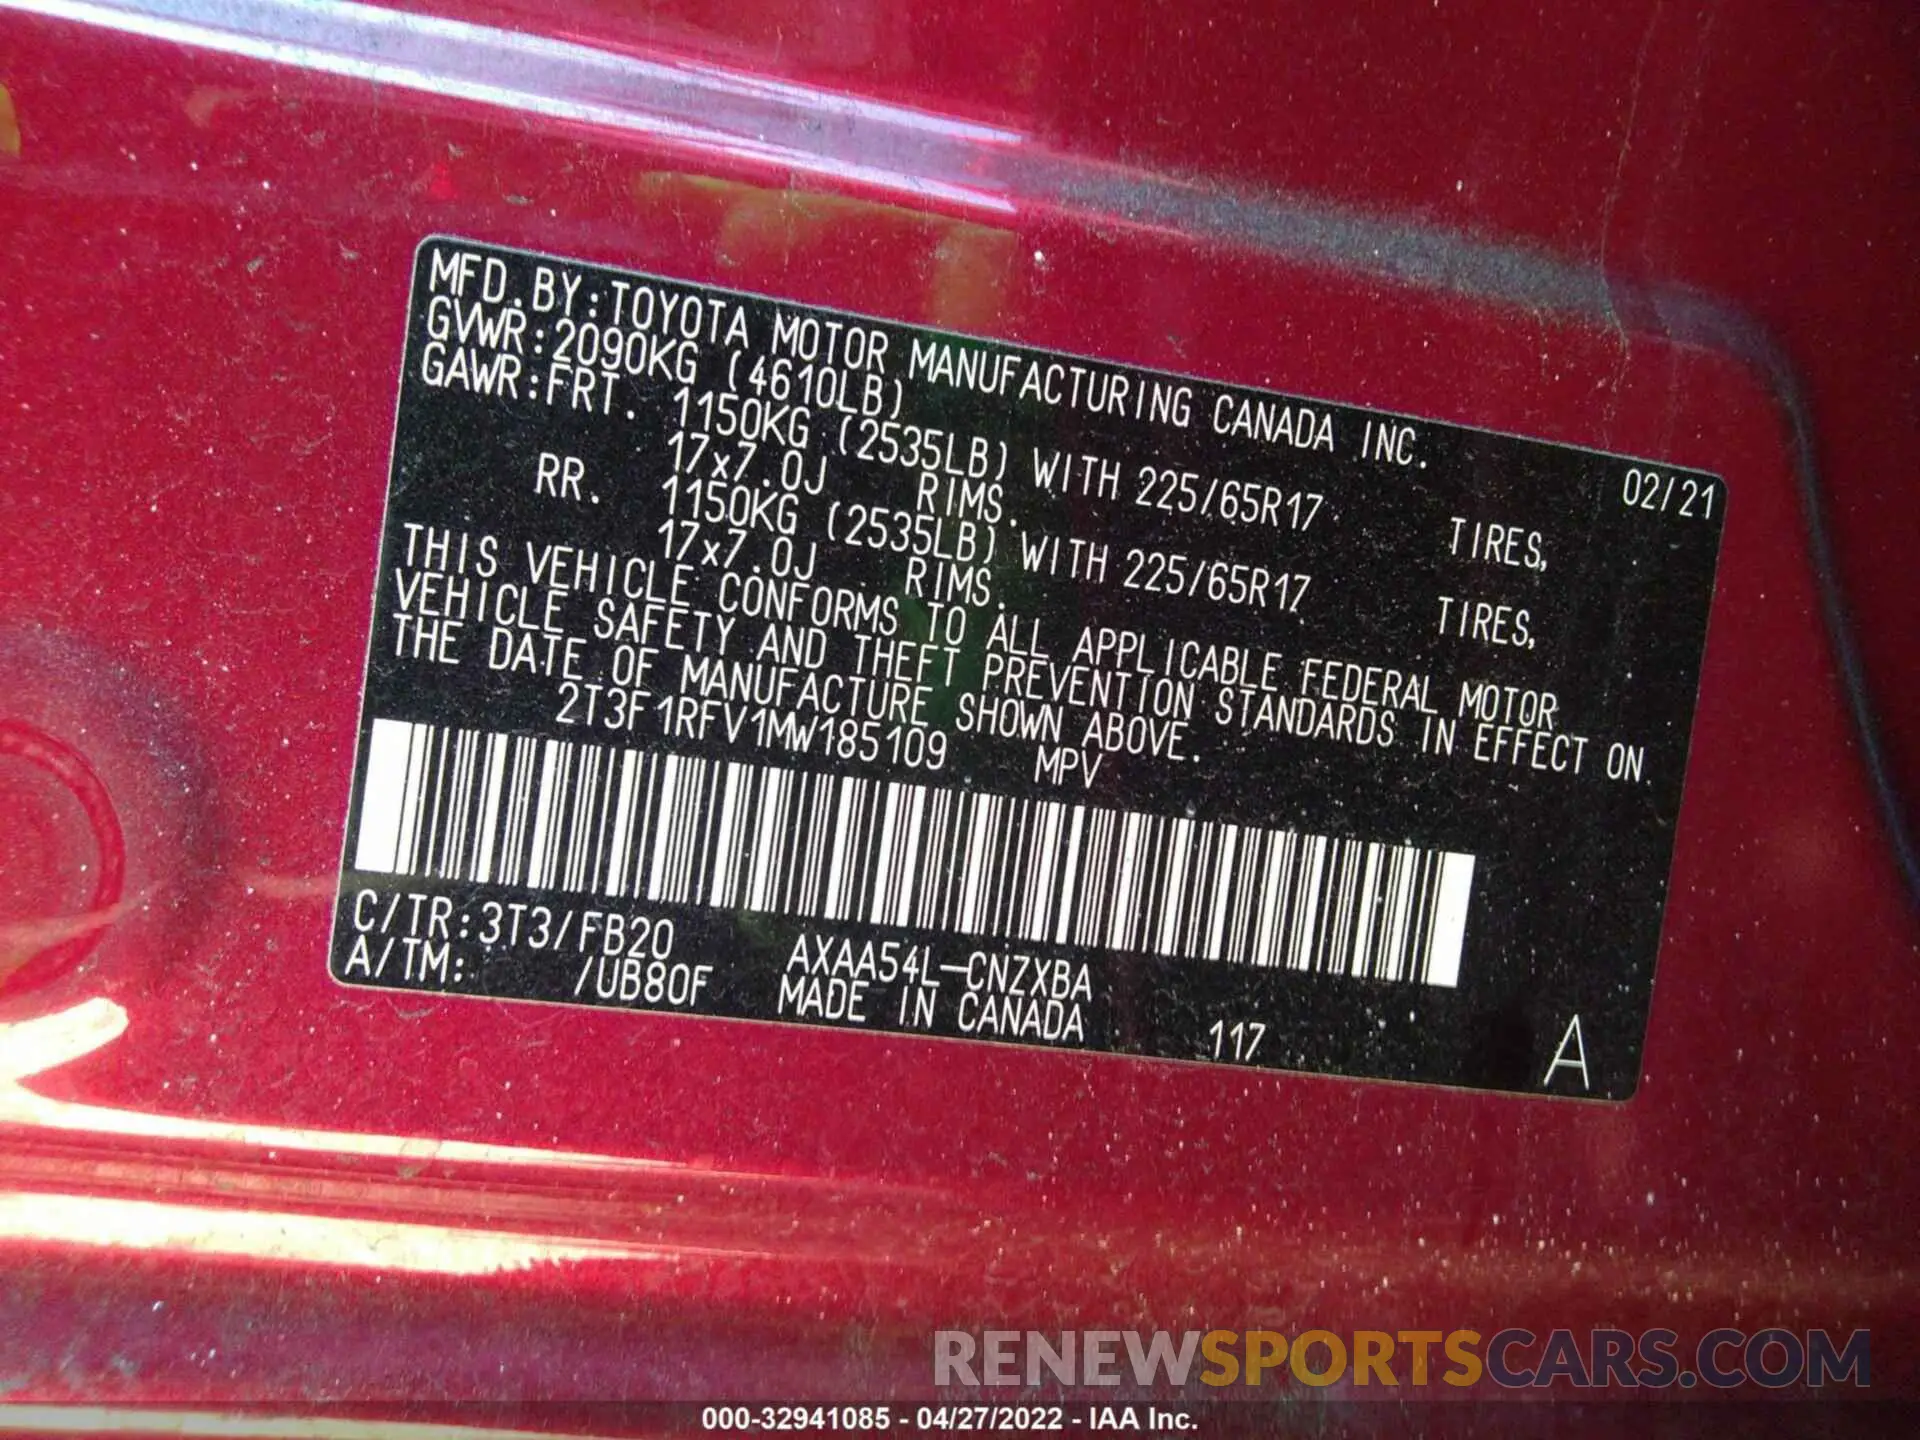 MFD.BY:TOYOTA MOTOR MANUFACTURING CANADA INC. 02/21
GVWR:2090KG (4610LB)
GAWR:FRT. 1150KG (2535LB) WITH 225/65R17 TIRES,
17x7.0J RIMS.
RR. 1150KG (2535LB) WITH 225/65R17 TIRES,
17x7.0J RIMS.
THIS VEHICLE CONFORMS TO ALL APPLICABLE FEDERAL MOTOR
VEHICLE SAFETY AND THEFT PREVENTION STANDARDS IN EFFECT ON
THE DATE OF MANUFACTURE SHOWN ABOVE.
2T3F1RFV1MW185109 MPV
C/TR:3T3/FB20 AXAA54L-CNZXBA
A/TM: /UB80F MADE IN CANADA 117 A
RENEWSPORTSCARS.COM
000-32941085 - 04/27/2022 - IAA Inc.